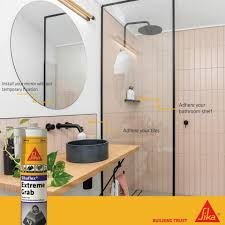 Install your mirror without
temporary fixation
Adhere your
bathroom shelf
Adhere your tiles
Sika
Sikaflex®
Extreme
Grab
BUILDING TRUST
Sika®